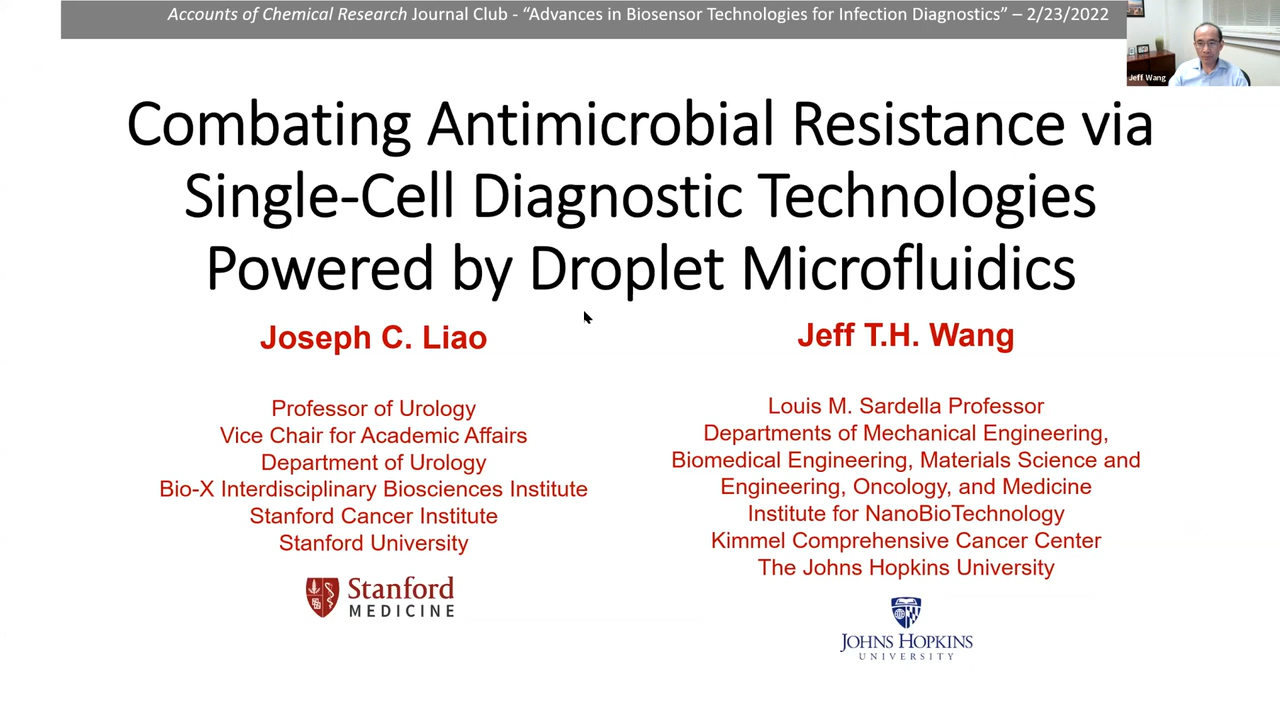 Accounts of Chemical Research Journal Club - “Advances in Biosensor Technologies for Infection Diagnostics” – 2/23/2022
Jeff Wang
Combating Antimicrobial Resistance via
Single-Cell Diagnostic Technologies
Powered by Droplet Microfluidics
Joseph C. Liao
Professor of Urology
Vice Chair for Academic Affairs
Department of Urology
Bio-X Interdisciplinary Biosciences Institute
Stanford Cancer Institute
Stanford University
Stanford
MEDICINE
Jeff T.H. Wang
Louis M. Sardella Professor
Departments of Mechanical Engineering,
Biomedical Engineering, Materials Science and
Engineering, Oncology, and Medicine
Institute for NanoBioTechnology
Kimmel Comprehensive Cancer Center
The Johns Hopkins University
JOHNS HOPKINS
UNIVERSITY